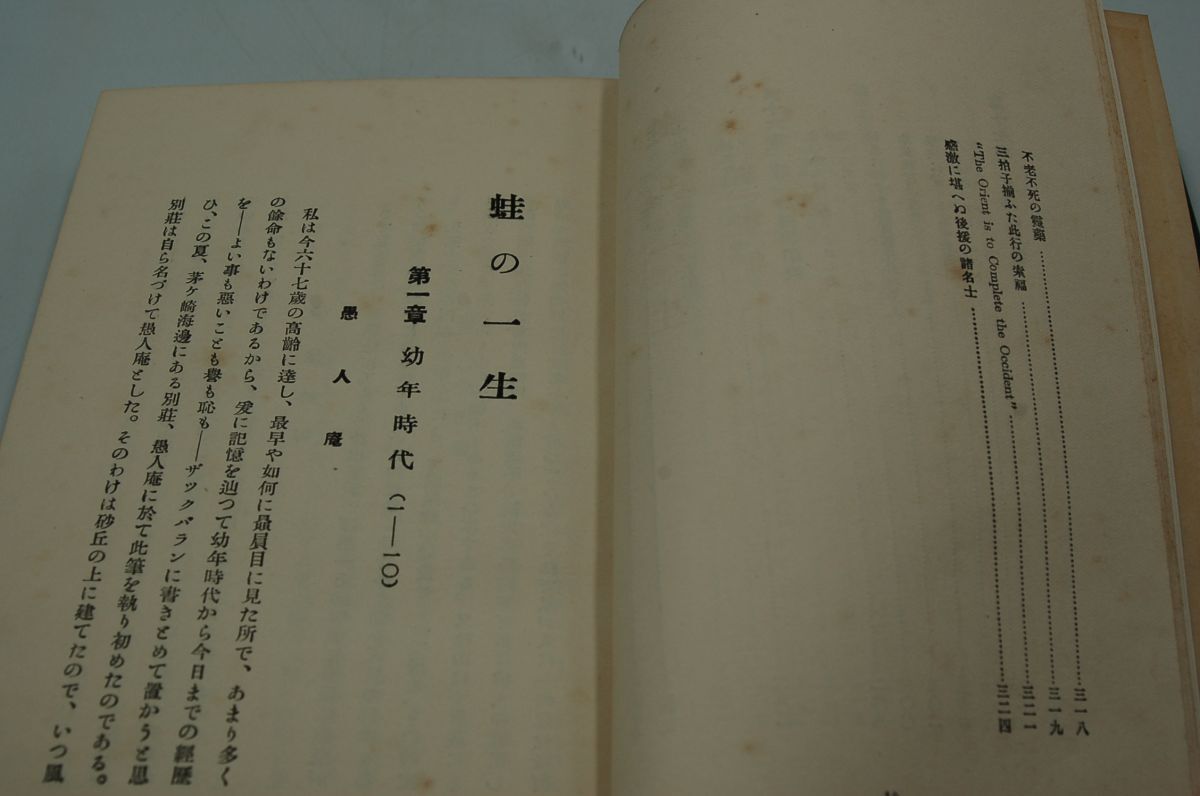 不老不死の靈藥……三一八
三拍子揃ふた此行の索福……三一九
“The Orient is to Complete the Occident”……三二一
感激に堪へぬ後援の諸名士……三二四
蛙の一生
第一章 幼年時代(一—一〇)
愚人庵
私は今六十七歳の高齡に達し、最早や如何に贔屓目に見た所で、あまり多く
の餘命もないわけであるから、爰に記憶を辿つて幼年時代から今日までの經歷
を――よい事も惡いことも譽も恥も――ザックバランに書きとめて置かうと思
ひ、この夏、茅ヶ崎海邊にある別莊、愚人庵に於て此筆を執り初めたのである。
別莊は自ら名づけて愚人庵とした。そのわけは砂丘の上に建てたので、いつ風